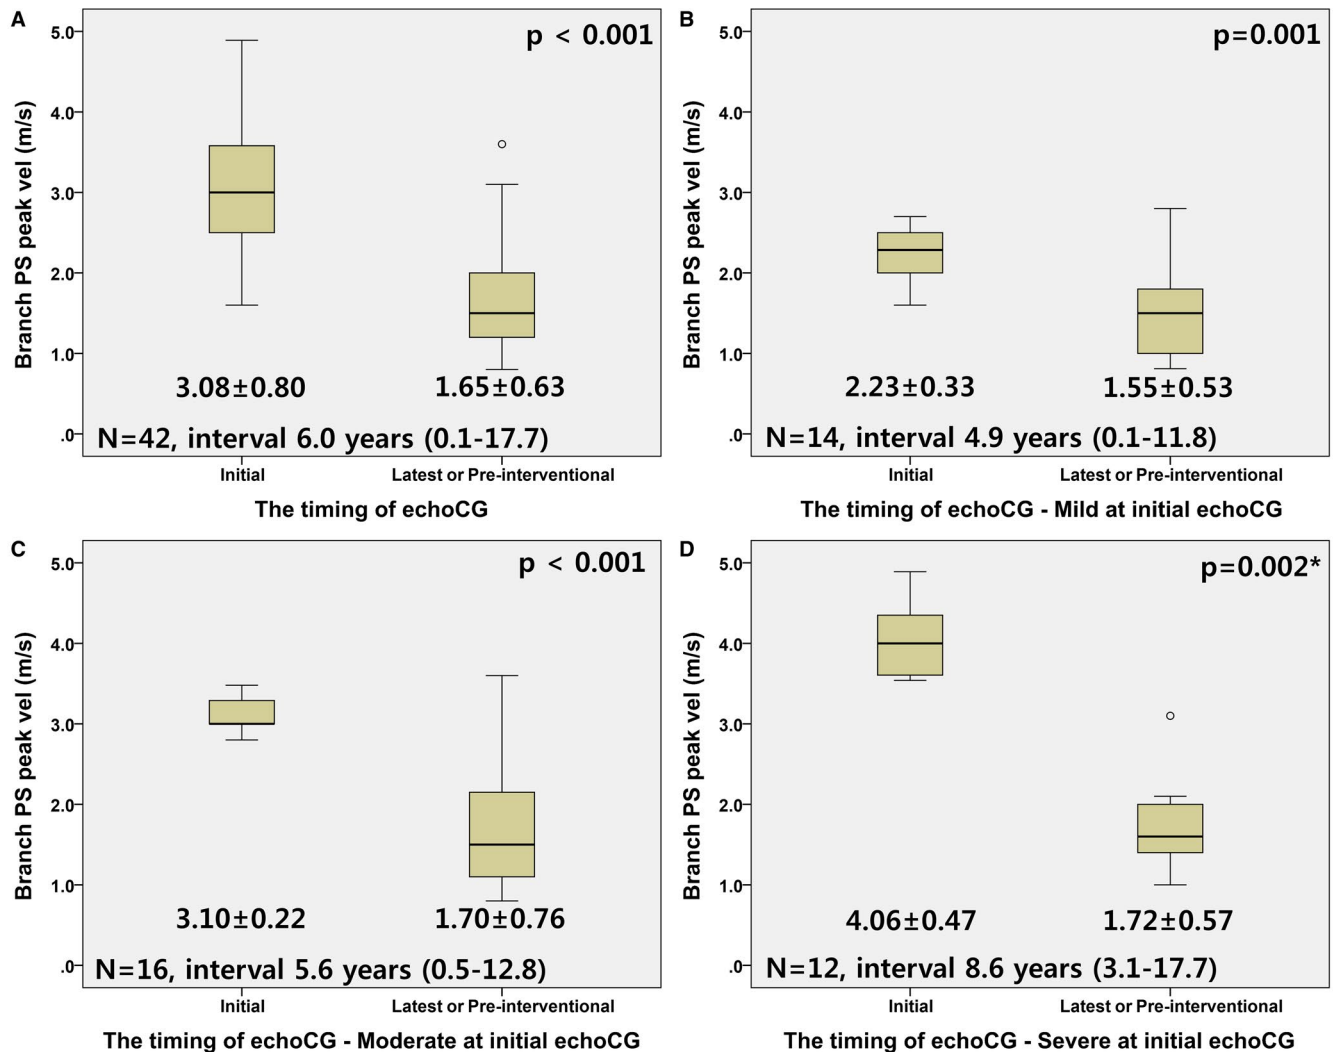 A
p < 0.001
Branch PS peak vel (m/s)
5.0
4.0
3.0
2.0
1.0
.0
3.08±0.80
1.65±0.63
N=42, interval 6.0 years (0.1-17.7)
Initial
Latest or Pre-interventional
The timing of echoCG
B
p=0.001
Branch PS peak vel (m/s)
5.0
4.0
3.0
2.0
1.0
.0
2.23±0.33
1.55±0.53
N=14, interval 4.9 years (0.1-11.8)
Initial
Latest or Pre-interventional
The timing of echoCG - Mild at initial echoCG
C
p < 0.001
Branch PS peak vel (m/s)
5.0
4.0
3.0
2.0
1.0
.0
3.10±0.22
1.70±0.76
N=16, interval 5.6 years (0.5-12.8)
Initial
Latest or Pre-interventional
The timing of echoCG - Moderate at initial echoCG
D
p=0.002*
Branch PS peak vel (m/s)
5.0
4.0
3.0
2.0
1.0
.0
4.06±0.47
1.72±0.57
N=12, interval 8.6 years (3.1-17.7)
Initial
Latest or Pre-interventional
The timing of echoCG - Severe at initial echoCG